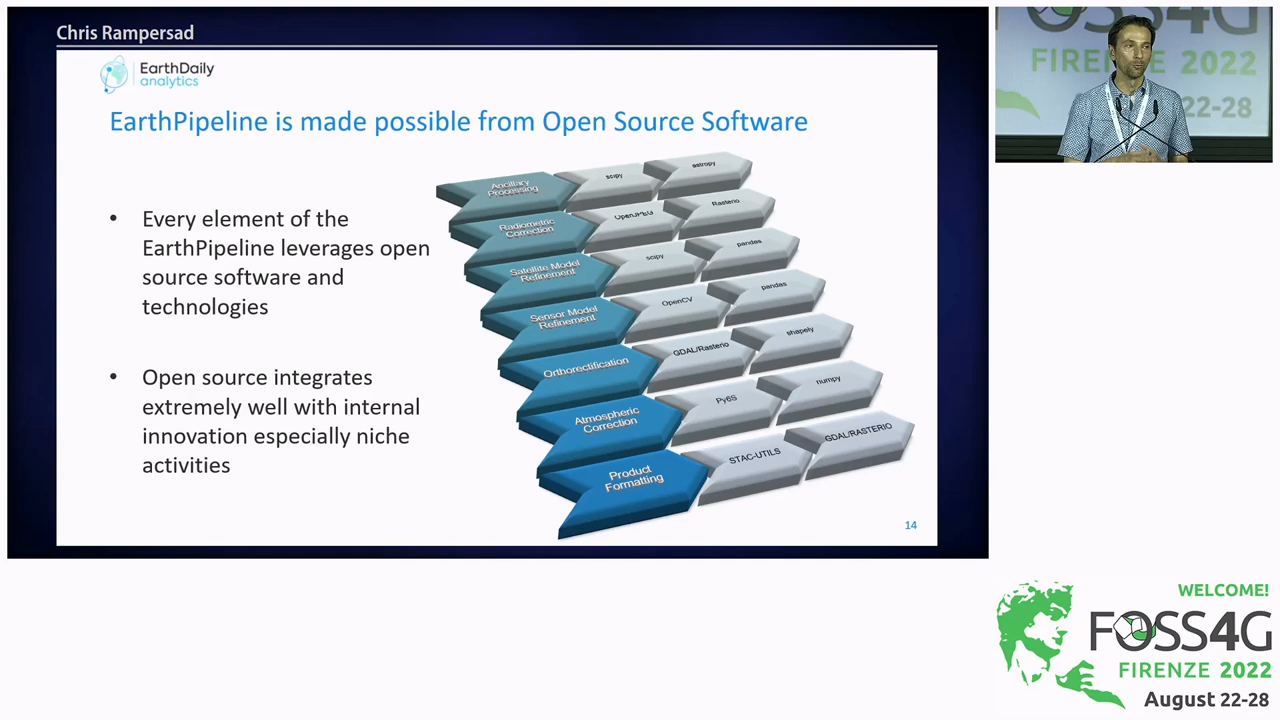 Chris Rampersad
EarthDaily
analytics
EarthPipeline is made possible from Open Source Software
• Every element of the
EarthPipeline leverages open
source software and
technologies
• Open source integrates
extremely well with internal
innovation especially niche
activities
Ancillary
Processing
scipy
astropy
Radiometric
Correction
OpenJPEG
Rasterio
Satellite Model
Refinement
scipy
pandas
Sensor Model
Refinement
OpenCV
pandas
Orthorectification
GDAL/Rasterio
shapely
Atmospheric
Correction
Py6S
numpy
Product
Formatting
STAC-UTILS
GDAL/RASTERIO
14
FIRENZE 2022
22-28
WELCOME!
FOSS4G
FIRENZE 2022
August 22-28